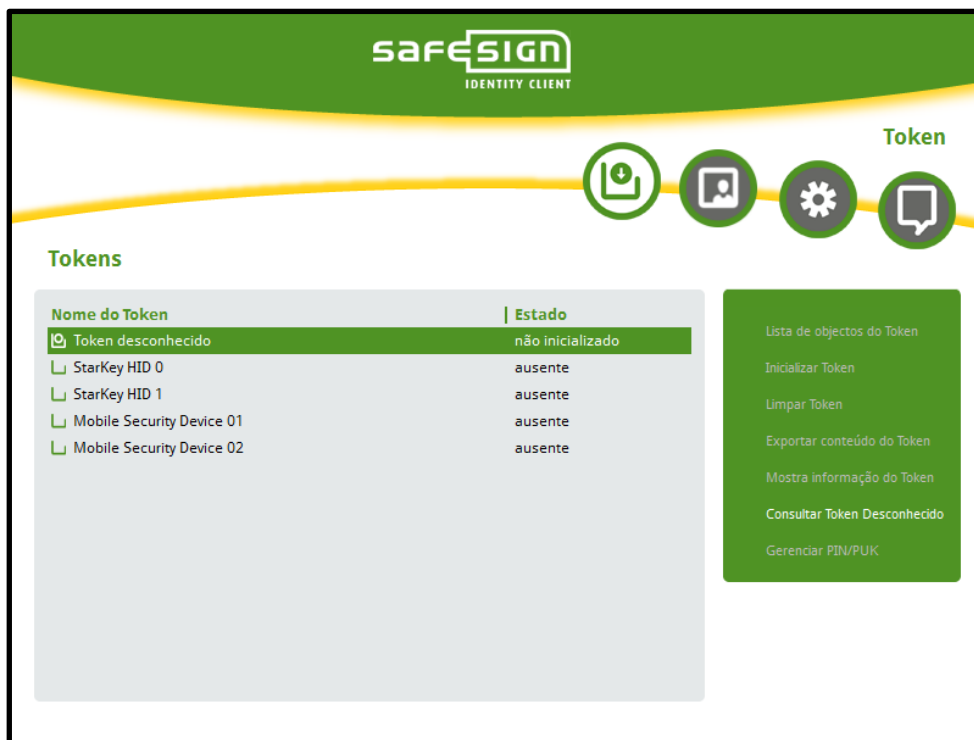 safesign
IDENTITY CLIENT
Token
Tokens
Nome do Token Estado
Token desconhecido não inicializado
StarKey HID 0 ausente
StarKey HID 1 ausente
Mobile Security Device 01 ausente
Mobile Security Device 02 ausente
Lista de objectos do Token
Inicializar Token
Limpar Token
Exportar conteúdo do Token
Mostra informação do Token
Consultar Token Desconhecido
Gerenciar PIN/PUK